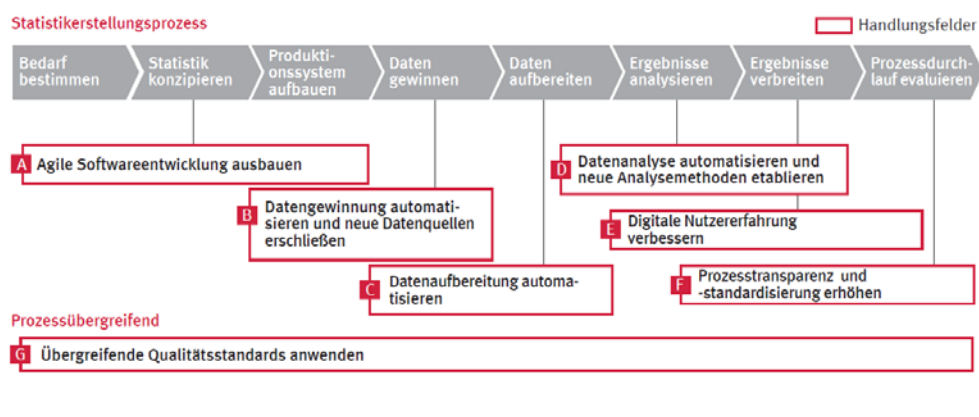 Statistikerstellungsprozess
Handlungsfelder
Bedarf
bestimmen
Statistik
konzipieren
Produkti-
onssystem
aufbauen
Daten
gewinnen
Daten
aufbereiten
Ergebnisse
analysieren
Ergebnisse
verbreiten
Prozessdurch-
lauf evaluieren
A Agile Softwareentwicklung ausbauen
D Datenanalyse automatisieren und
neue Analysemethoden etablieren
B Datengewinnung automati-
sieren und neue Datenquellen
erschließen
E Digitale Nutzererfahrung
verbessern
C Datenaufbereitung automa-
tisieren
F Prozesstransparenz und
-standardisierung erhöhen
Prozessübergreifend
G Übergreifende Qualitätsstandards anwenden